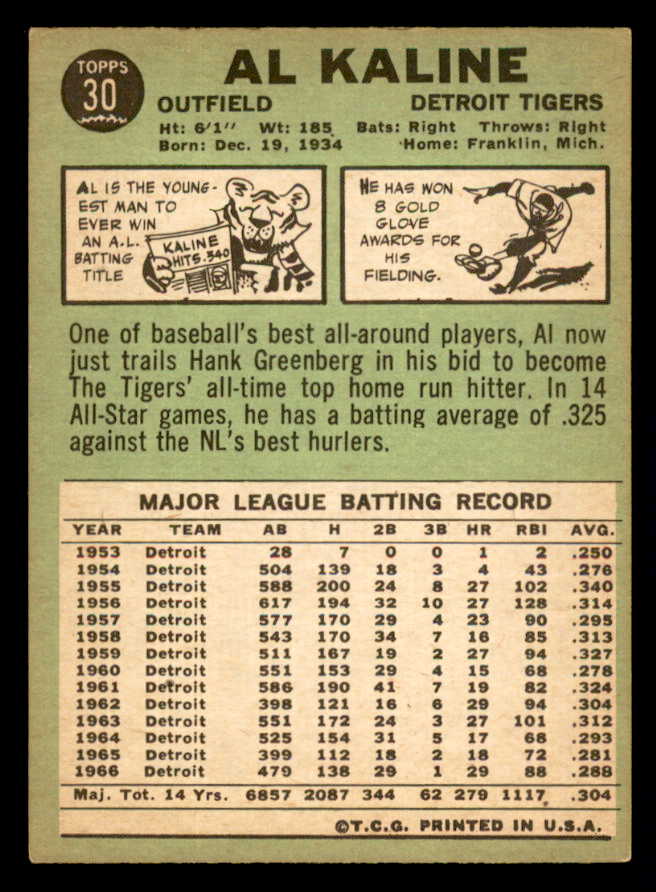 TOPPS
30
AL KALINE
OUTFIELD DETROIT TIGERS
Ht: 6'1" Wt: 185 Bats: Right Throws: Right
Born: Dec. 19, 1934 Home: Franklin, Mich.
AL IS THE YOUNG-
EST MAN TO
EVER WIN
AN A.L.
BATTING
TITLE
KALINE
HITS .340
HE HAS WON
8 GOLD
GLOVE
AWARDS FOR
HIS
FIELDING.
One of baseball's best all-around players, Al now
just trails Hank Greenberg in his bid to become
The Tigers' all-time top home run hitter. In 14
All-Star games, he has a batting average of .325
against the NL's best hurlers.
MAJOR LEAGUE BATTING RECORD
YEAR TEAM AB H 2B 3B HR RBI AVG.
1953 Detroit 28 7 0 0 1 2 .250
1954 Detroit 504 139 18 3 4 43 .276
1955 Detroit 588 200 24 8 27 102 .340
1956 Detroit 617 194 32 10 27 128 .314
1957 Detroit 577 170 29 4 23 90 .295
1958 Detroit 543 170 34 7 16 85 .313
1959 Detroit 511 167 19 2 27 94 .327
1960 Detroit 551 153 29 4 15 68 .278
1961 Detroit 586 190 41 7 19 82 .324
1962 Detroit 398 121 16 6 29 94 .304
1963 Detroit 551 172 24 3 27 101 .312
1964 Detroit 525 154 31 5 17 68 .293
1965 Detroit 399 112 18 2 18 72 .281
1966 Detroit 479 138 29 1 29 88 .288
Maj. Tot. 14 Yrs. 6857 2087 344 62 279 1117 .304
©T.C.G. PRINTED IN U.S.A.